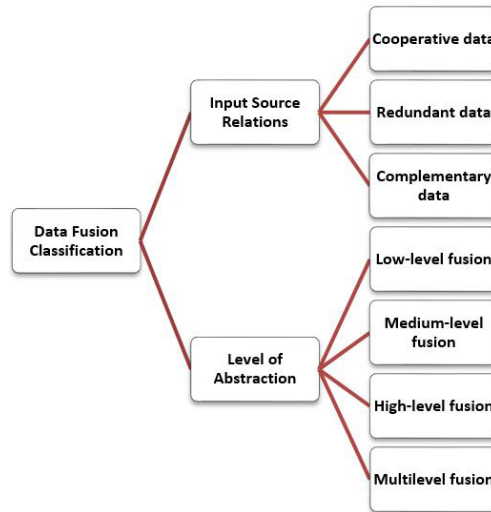 Cooperative data
Input Source
Relations
Redundant data
Complementary
data
Data Fusion
Classification
Low-level fusion
Medium-level
fusion
Level of
Abstraction
High-level fusion
Multilevel fusion